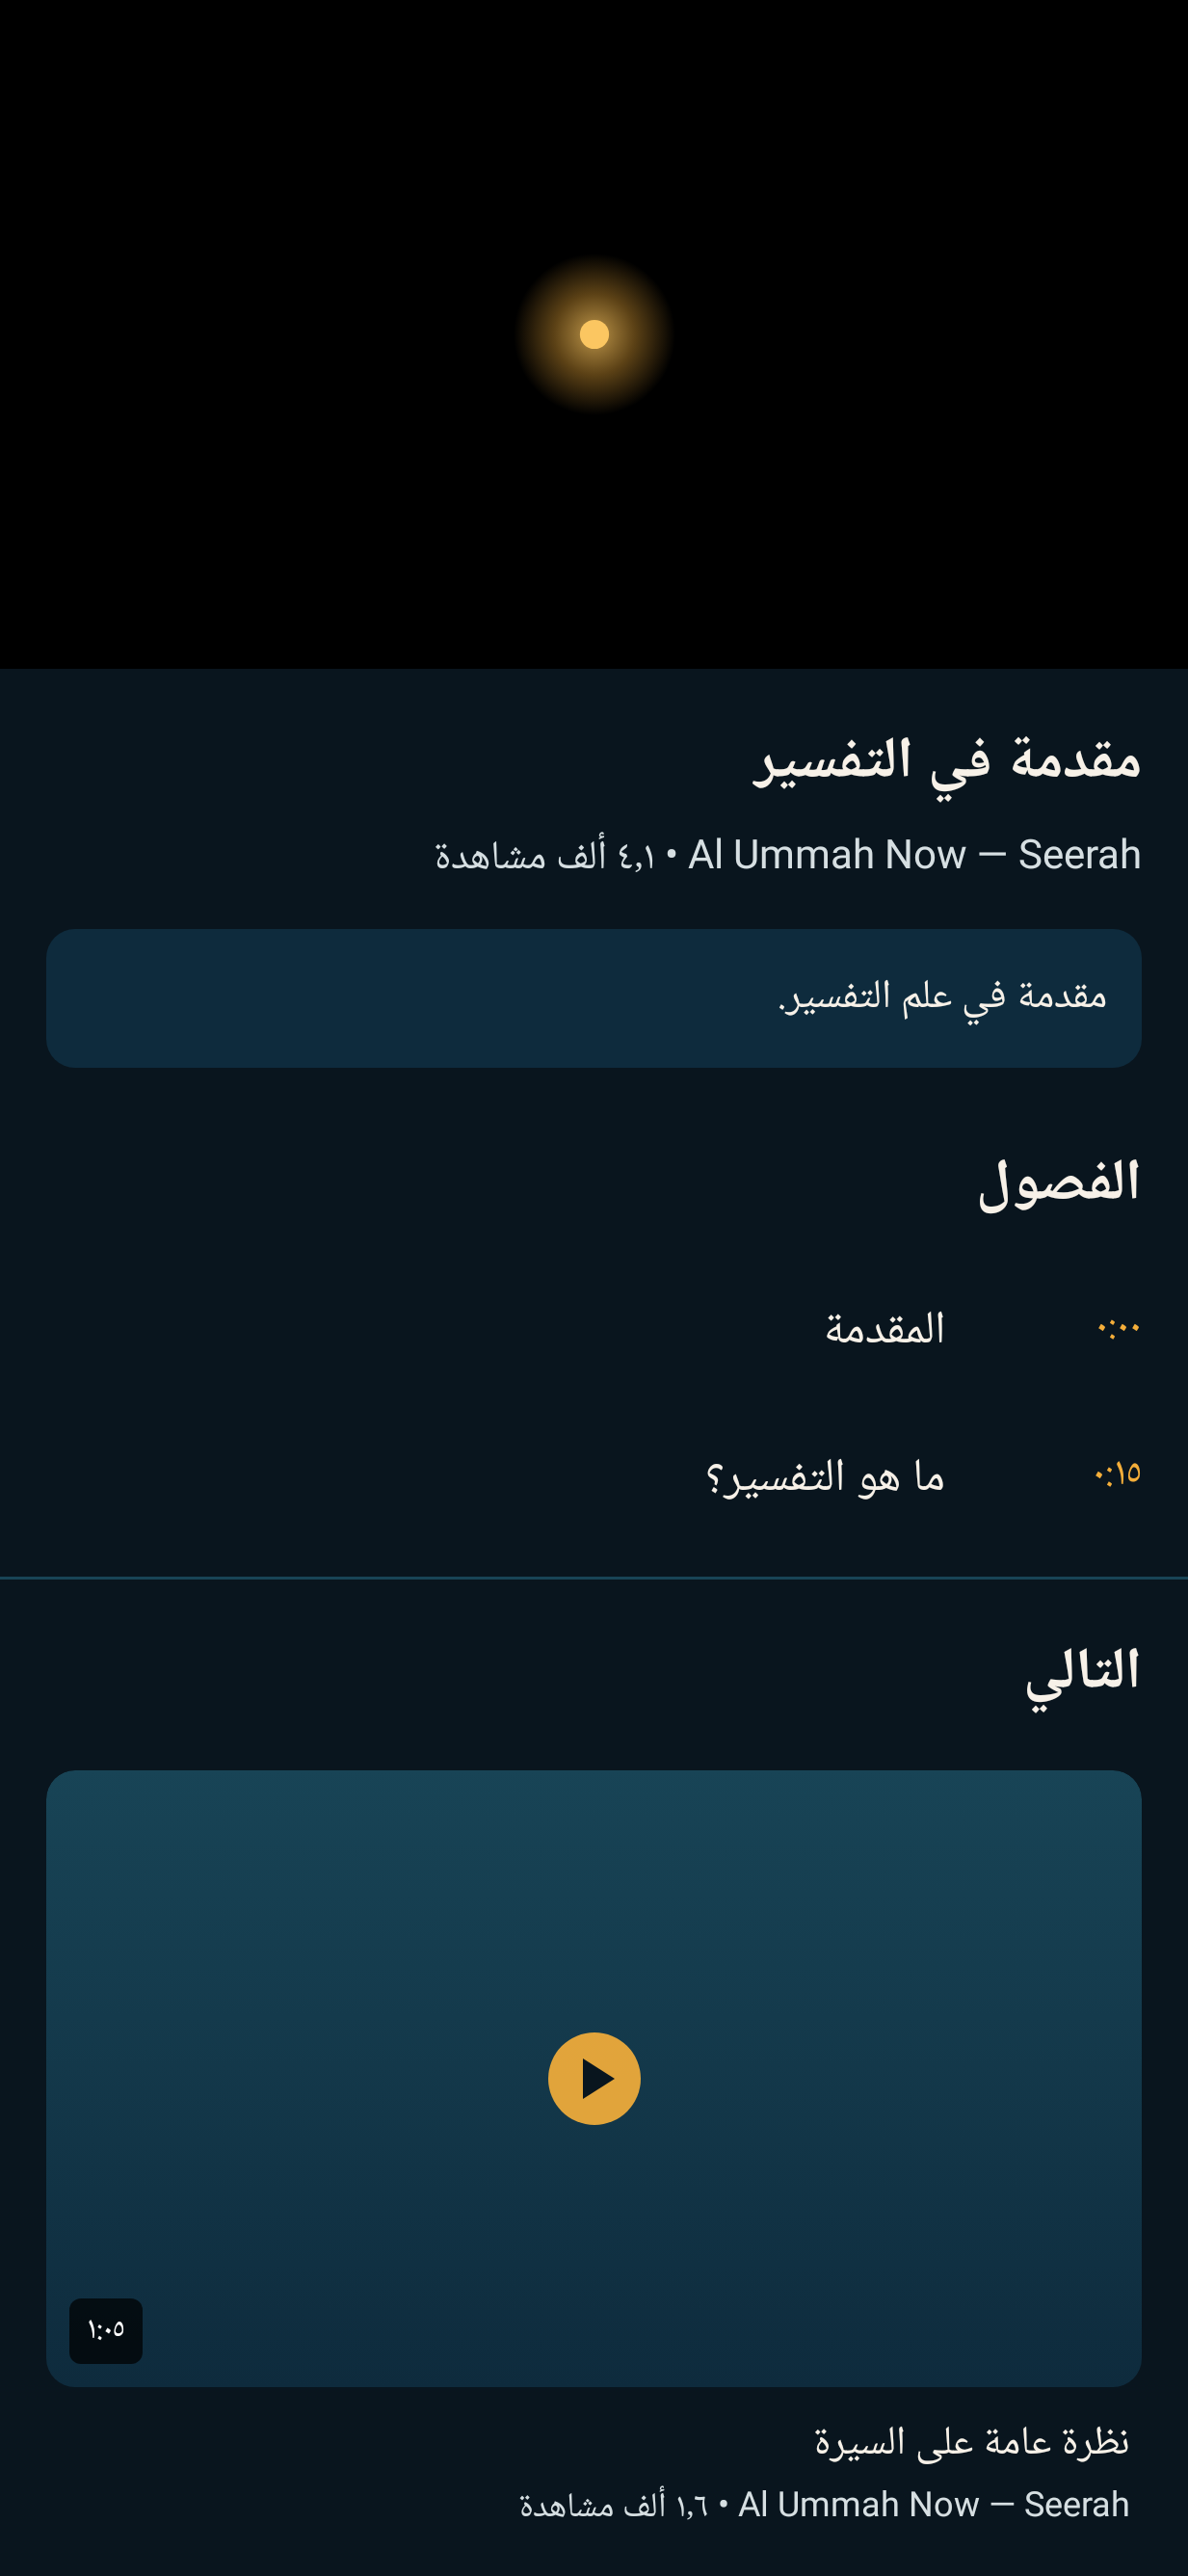 مقدمة في التفسير
Al Ummah Now — Seerah • ٤٫١ ألف مشاهدة
مقدمة في علم التفسير.
الفصول
٠:٠٠ المقدمة
٠:١٥ ما هو التفسير؟
التالي
١:٠٥
نظرة عامة على السيرة
Al Ummah Now — Seerah • ١٫٦ ألف مشاهدة